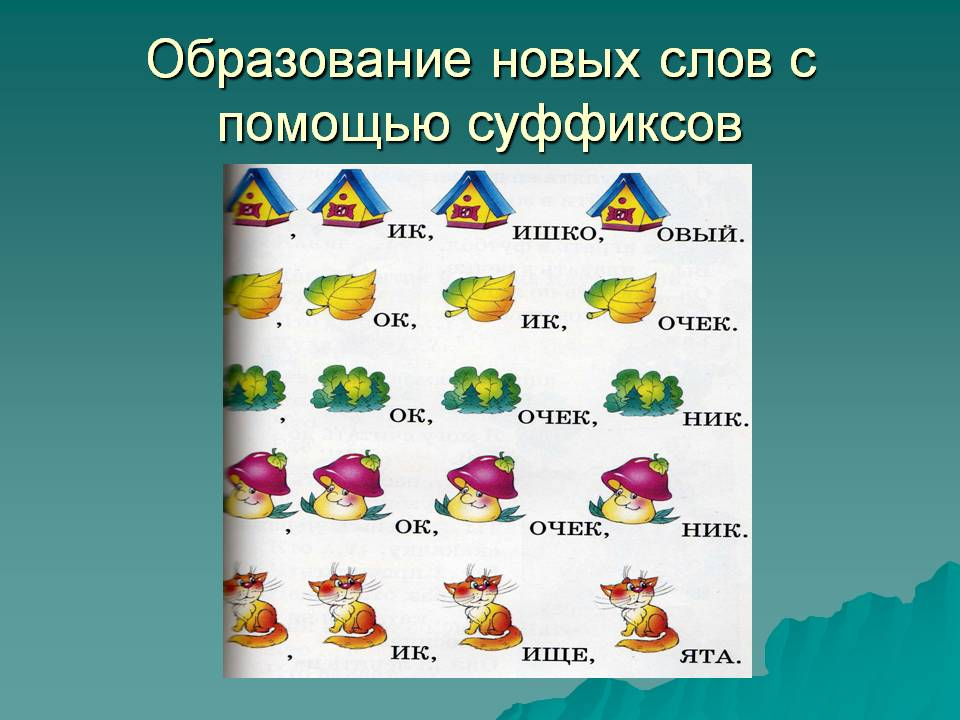 Образование новых слов с
помощью суффиксов
, ИК, ИШКО, ОВЫЙ.
, ОК, ИК, ОЧЕК.
, ОК, ОЧЕК, НИК.
, ОК, ОЧЕК, НИК.
, ИК, ИЩЕ, ЯТА.